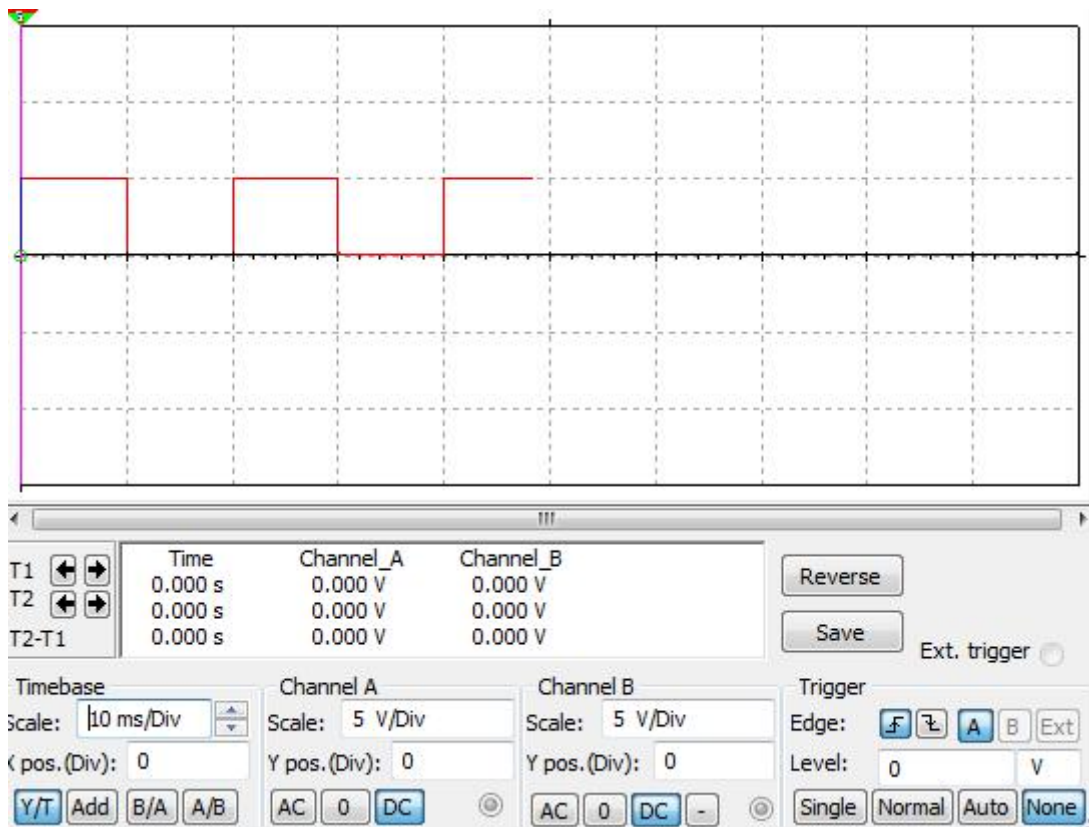 T1
T2
T2-T1
Time Channel_A Channel_B
0.000 s 0.000 V 0.000 V
0.000 s 0.000 V 0.000 V
0.000 s 0.000 V 0.000 V
Reverse
Save
Ext. trigger
Timebase
Scale: 10 ms/Div
X pos.(Div): 0
Y/T Add B/A A/B
Channel A
Scale: 5 V/Div
Y pos.(Div): 0
AC 0 DC
Channel B
Scale: 5 V/Div
Y pos.(Div): 0
AC 0 DC -
Trigger
Edge: A B Ext
Level: 0 V
Single Normal Auto None